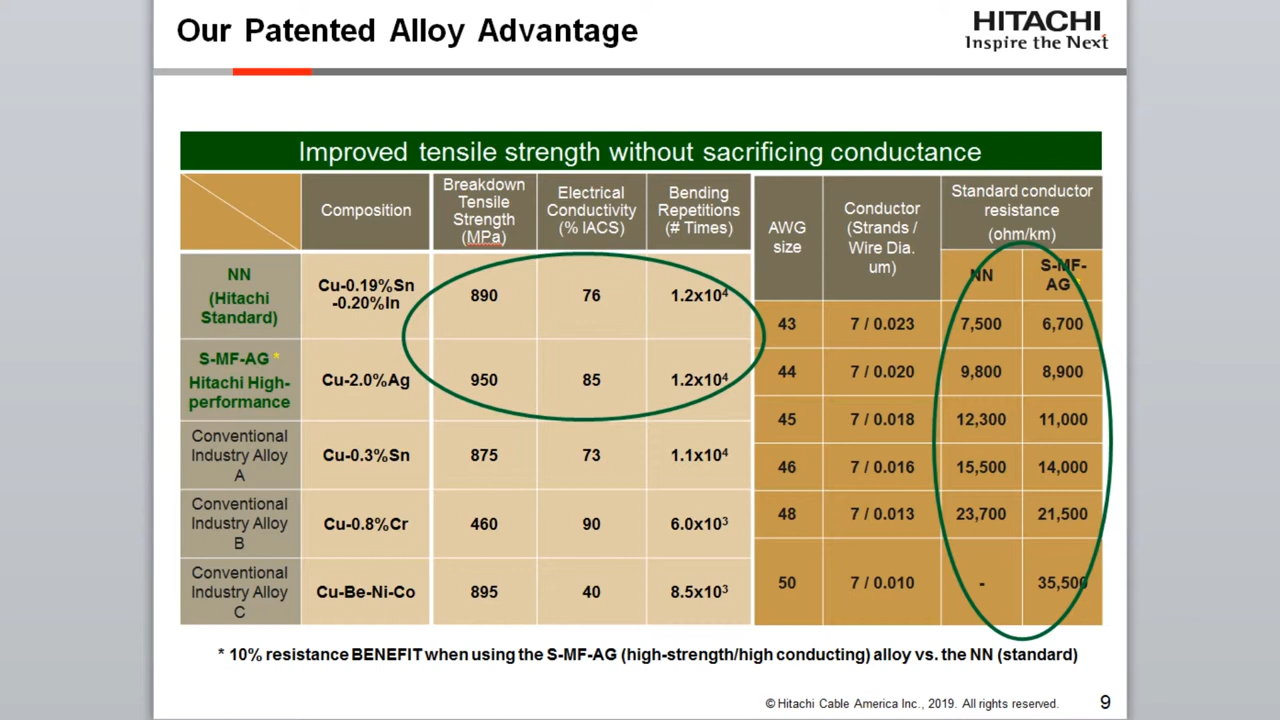 Our Patented Alloy Advantage
HITACHI
Inspire the Next
Improved tensile strength without sacrificing conductance
Composition
Breakdown
Tensile
Strength
(MPa)
Electrical
Conductivity
(% IACS)
Bending
Repetitions
(# Times)
NN
(Hitachi
Standard)
Cu-0.19%Sn
-0.20%In
890
76
1.2x10⁴
S-MF-AG *
Hitachi High-
performance
Cu-2.0%Ag
950
85
1.2x10⁴
Conventional
Industry Alloy
A
Cu-0.3%Sn
875
73
1.1x10⁴
Conventional
Industry Alloy
B
Cu-0.8%Cr
460
90
6.0x10³
Conventional
Industry Alloy
C
Cu-Be-Ni-Co
895
40
8.5x10³
AWG
size
Conductor
(Strands /
Wire Dia.
um)
Standard conductor
resistance
(ohm/km)
NN
S-MF-
AG *
43
7 / 0.023
7,500
6,700
44
7 / 0.020
9,800
8,900
45
7 / 0.018
12,300
11,000
46
7 / 0.016
15,500
14,000
48
7 / 0.013
23,700
21,500
50
7 / 0.010
-
35,500
* 10% resistance BENEFIT when using the S-MF-AG (high-strength/high conducting) alloy vs. the NN (standard)
© Hitachi Cable America Inc., 2019. All rights reserved.
9